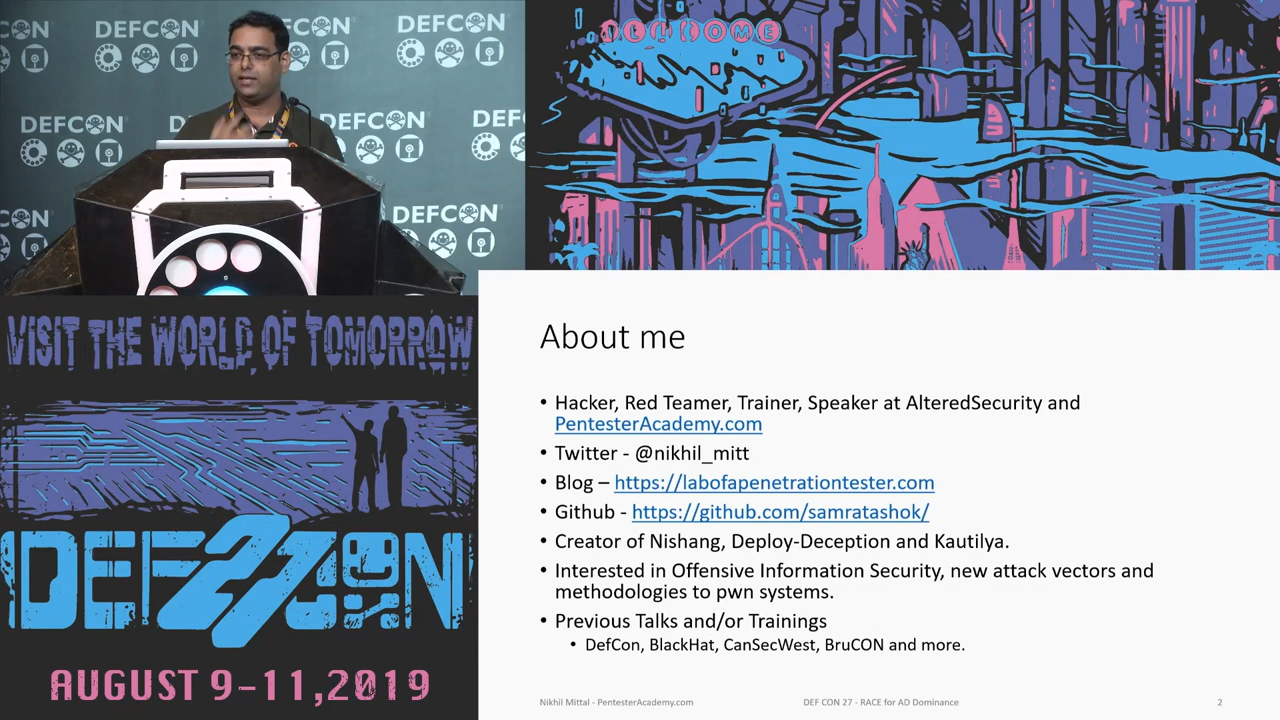 DEFCON
DEFCON
DEFCON
DEFCON
DEFCON
DEFCON
DEFCON
WELCOME
VISIT THE WORLD OF TOMORROW
DEF CON
27
AUGUST 9-11,2019
About me
• Hacker, Red Teamer, Trainer, Speaker at AlteredSecurity and
PentesterAcademy.com
• Twitter - @nikhil_mitt
• Blog – https://labofapenetrationtester.com
• Github - https://github.com/samratashok/
• Creator of Nishang, Deploy-Deception and Kautilya.
• Interested in Offensive Information Security, new attack vectors and
methodologies to pwn systems.
• Previous Talks and/or Trainings
• DefCon, BlackHat, CanSecWest, BruCON and more.
Nikhil Mittal - PentesterAcademy.com
DEF CON 27 - RACE for AD Dominance
2